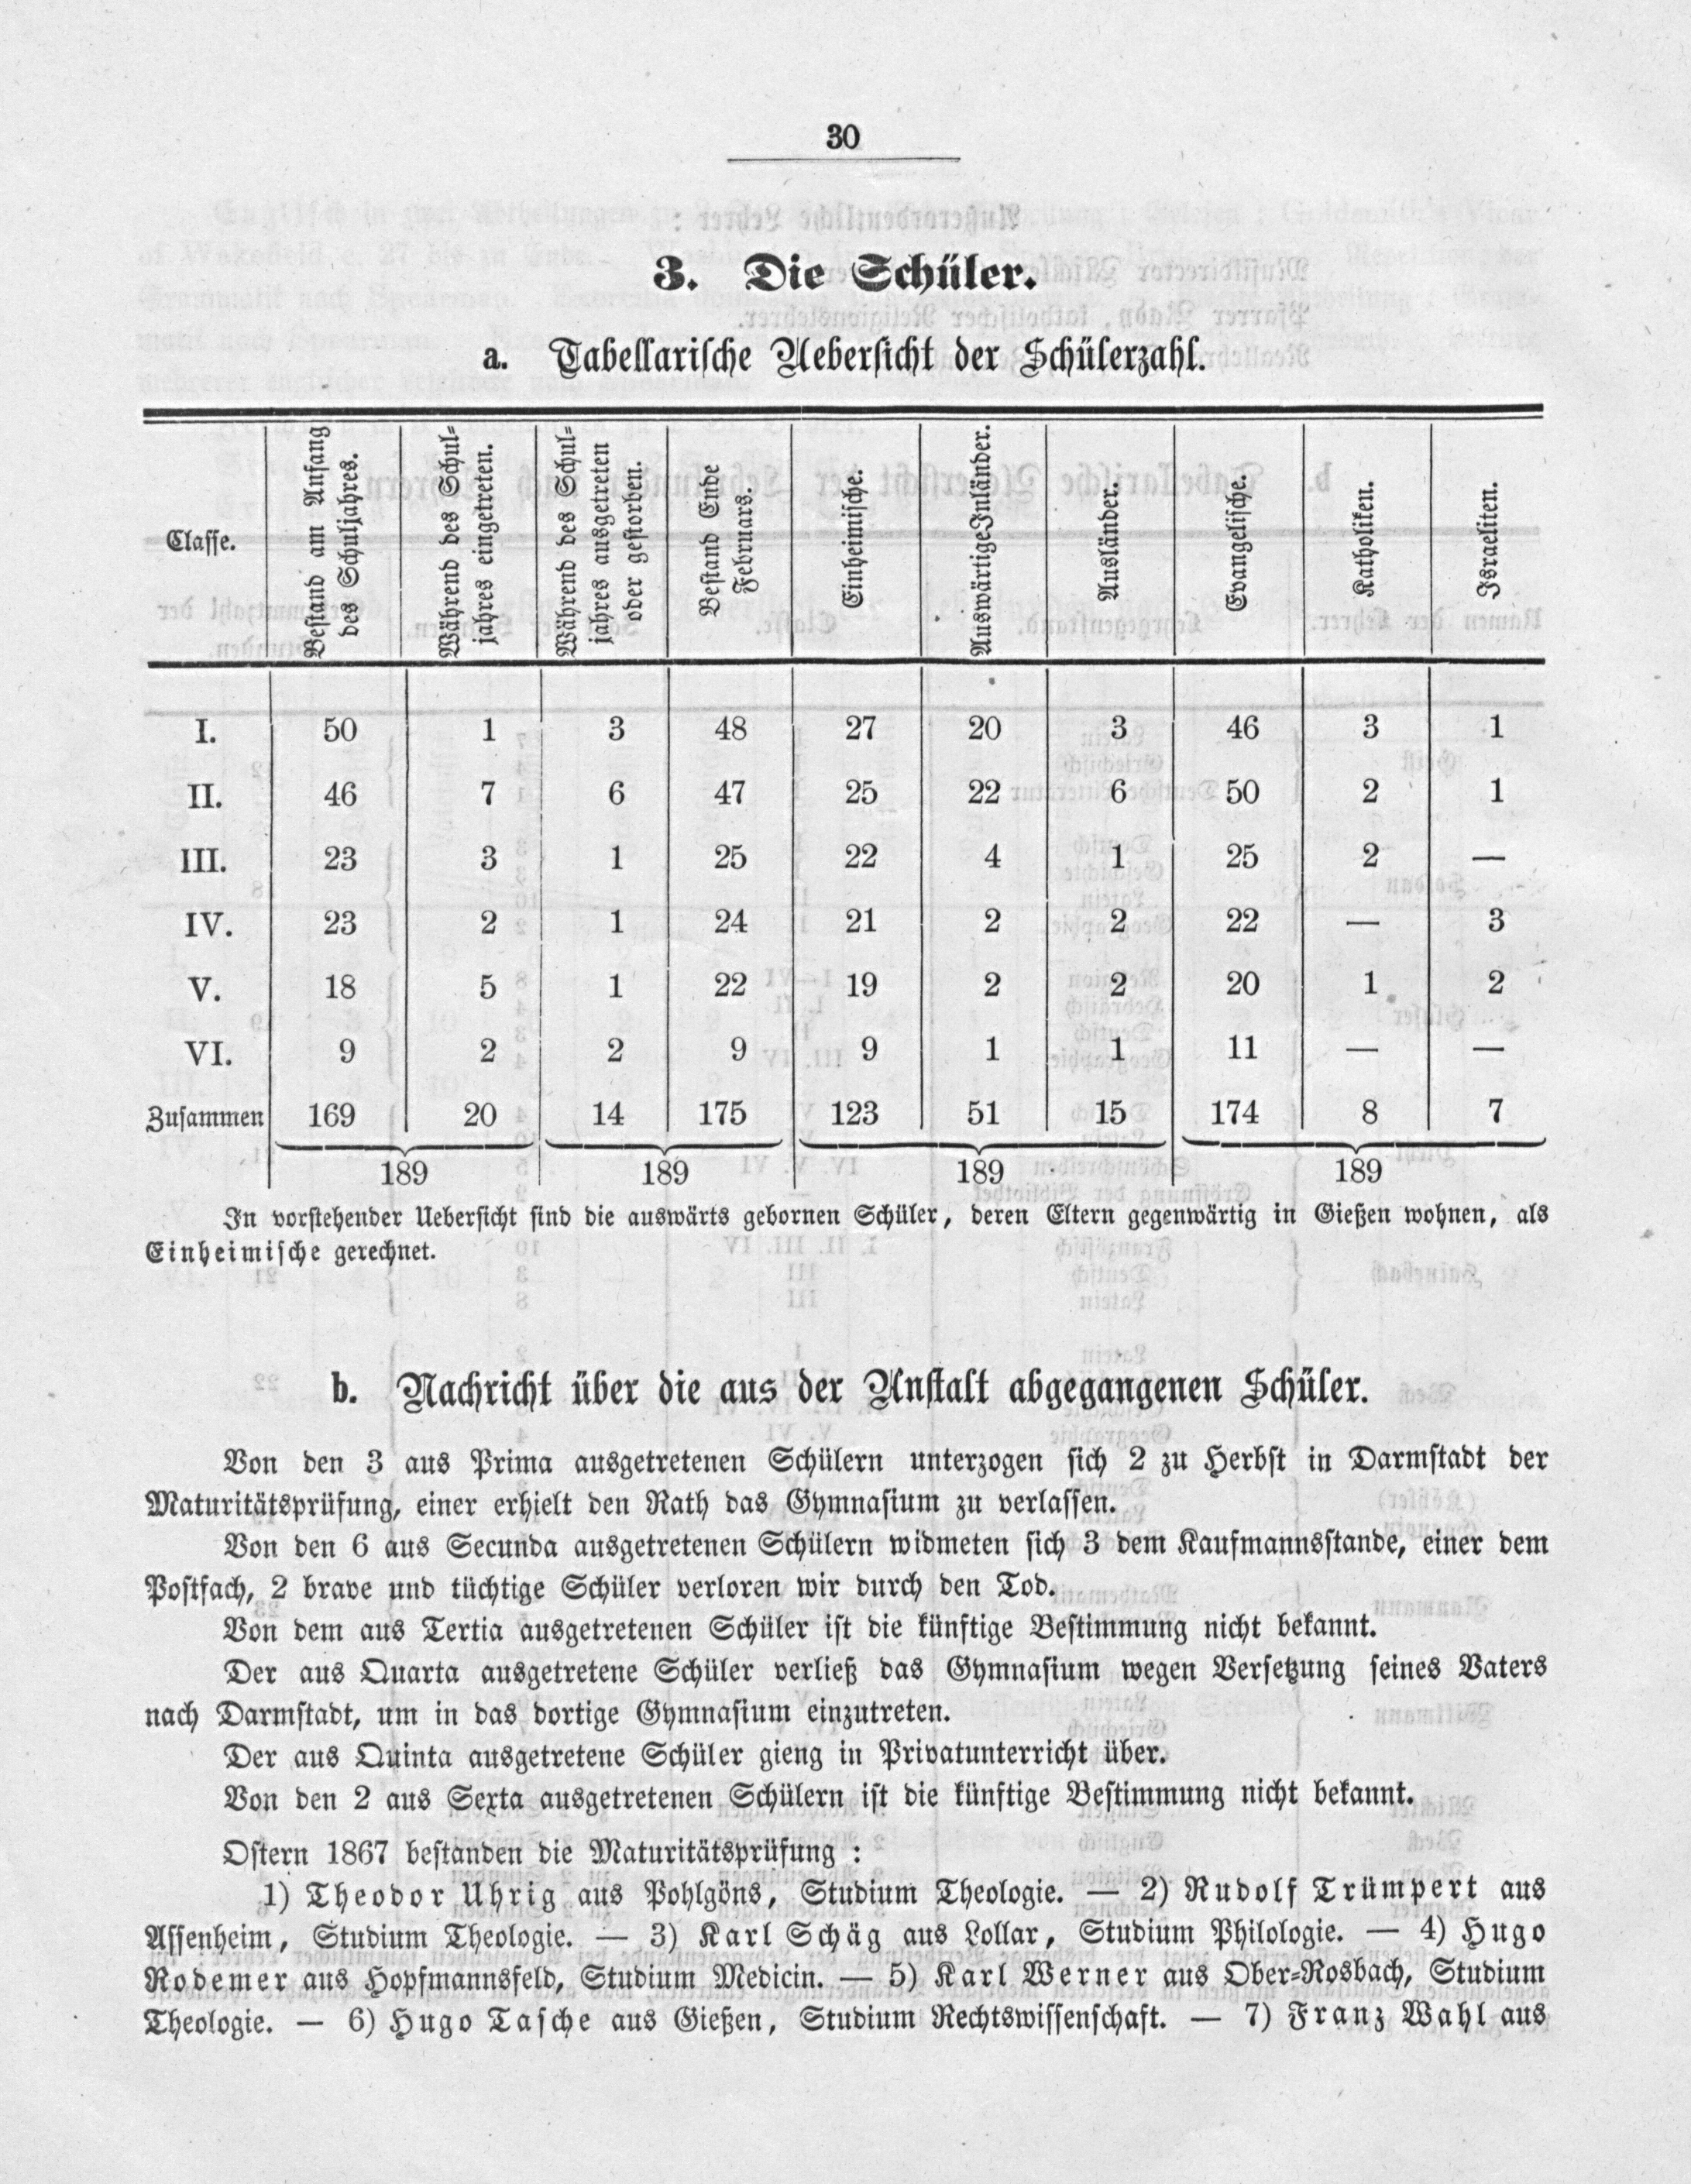 30
3. Die Schüler.
a. Tabellarische Uebersicht der Schülerzahl.
Classe. Bestand am Anfang des Schuljahres. Während des Schul-jahres eingetreten. Während des Schul-jahres ausgetreten oder gestorben. Bestand Ende Februars. Einheimische. Auswärtige Inländer. Ausländer. Evangelische. Katholiken. Israeliten.
I. 50 1 3 48 27 20 3 46 3 1
II. 46 7 6 47 25 22 6 50 2 1
III. 23 3 1 25 22 4 1 25 2 —
IV. 23 2 1 24 21 2 2 22 — 3
V. 18 5 1 22 19 2 2 20 1 2
VI. 9 2 2 9 9 1 1 11 — —
Zusammen 169 20 14 175 123 51 15 174 8 7
189 189 189 189
In vorstehender Uebersicht sind die auswärts gebornen Schüler, deren Eltern gegenwärtig in Gießen wohnen, als
Einheimische gerechnet.
b. Nachricht über die aus der Anstalt abgegangenen Schüler.
Von den 3 aus Prima ausgetretenen Schülern unterzogen sich 2 zu Herbst in Darmstadt der
Maturitätsprüfung, einer erhielt den Rath das Gymnasium zu verlassen.
Von den 6 aus Secunda ausgetretenen Schülern widmeten sich 3 dem Kaufmannsstande, einer dem
Postfach, 2 brave und tüchtige Schüler verloren wir durch den Tod.
Von dem aus Tertia ausgetretenen Schüler ist die künftige Bestimmung nicht bekannt.
Der aus Quarta ausgetretene Schüler verließ das Gymnasium wegen Versetzung seines Vaters
nach Darmstadt, um in das dortige Gymnasium einzutreten.
Der aus Quinta ausgetretene Schüler gieng in Privatunterricht über.
Von den 2 aus Sexta ausgetretenen Schülern ist die künftige Bestimmung nicht bekannt.
Ostern 1867 bestanden die Maturitätsprüfung :
1) Theodor Uhrig aus Pohlgöns, Studium Theologie. — 2) Rudolf Trümpert aus
Assenheim, Studium Theologie. — 3) Karl Schäg aus Lollar, Studium Philologie. — 4) Hugo
Rodemer aus Hopfmannsfeld, Studium Medicin. — 5) Karl Werner aus Ober-Rosbach, Studium
Theologie. — 6) Hugo Tasche aus Gießen, Studium Rechtswissenschaft. — 7) Franz Wahl aus